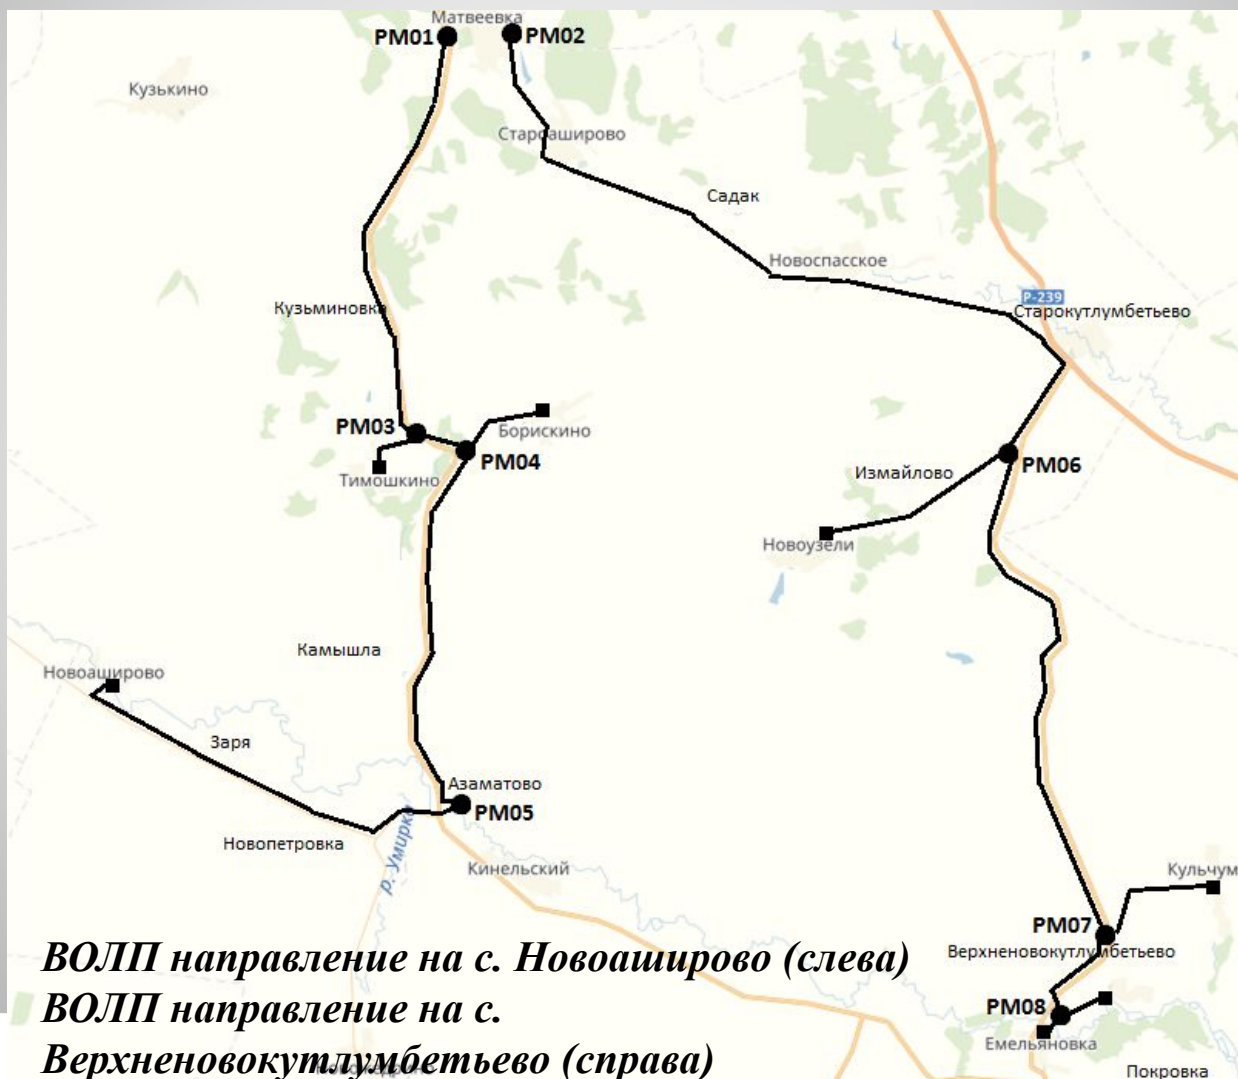 Матвеевка
РМ01
РМ02
Кузькино
Староаширово
Садак
Новоспасское
Р-239
Старокутлумбетьево
Кузьминовка
РМ03
Борискино
РМ04
Тимошкино
РМ06
Измайлово
Новоузели
Камышла
Новоаширово
Заря
Азаматово
РМ05
Новопетровка
р. Умирка
Кинельский
Кульчум
РМ07
Верхненовокутлумбетьево
ВОЛП направление на с. Новоаширово (слева)
РМ08
ВОЛП направление на с.
Емельяновка
Верхненовокутлумбетьево (справа)
Покровка